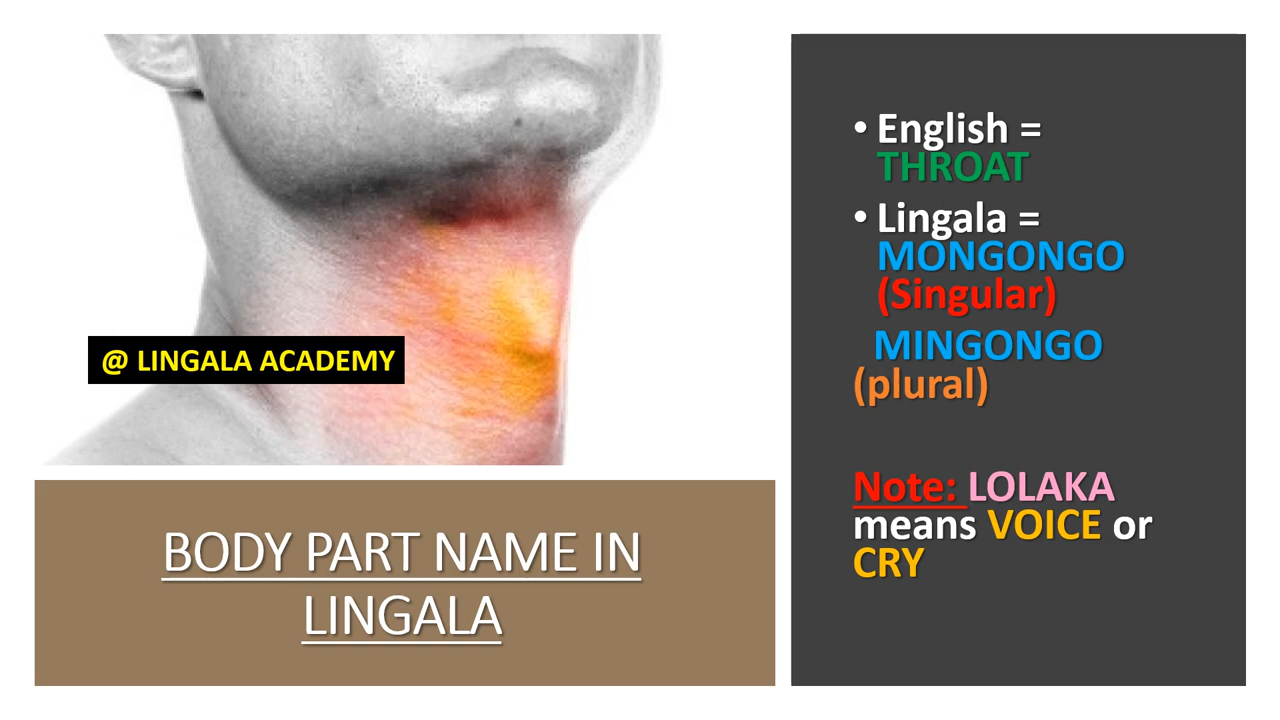 @ LINGALA ACADEMY
BODY PART NAME IN
LINGALA
• English =
THROAT
• Lingala =
MONGONGO
(Singular)
MINGONGO
(plural)
Note: LOLAKA
means VOICE or
CRY